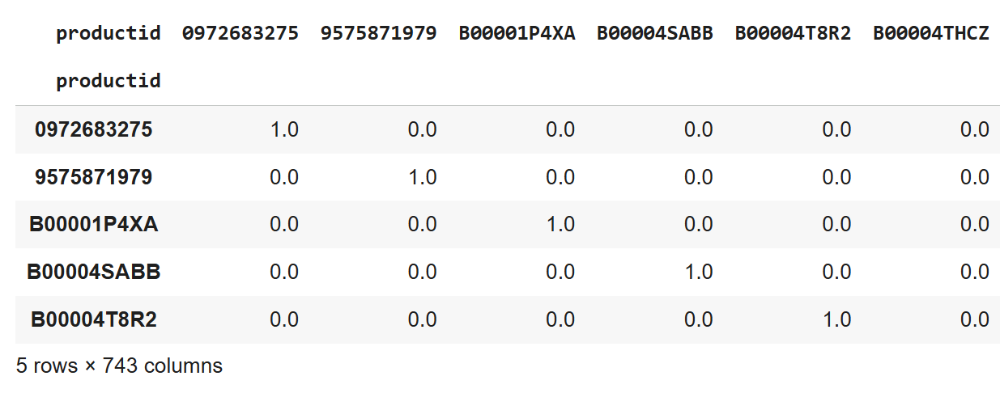 productid 0972683275 9575871979 B00001P4XA B00004SABB B00004T8R2 B00004THCZ
productid
0972683275 1.0 0.0 0.0 0.0 0.0 0.0
9575871979 0.0 1.0 0.0 0.0 0.0 0.0
B00001P4XA 0.0 0.0 1.0 0.0 0.0 0.0
B00004SABB 0.0 0.0 0.0 1.0 0.0 0.0
B00004T8R2 0.0 0.0 0.0 0.0 1.0 0.0
5 rows × 743 columns